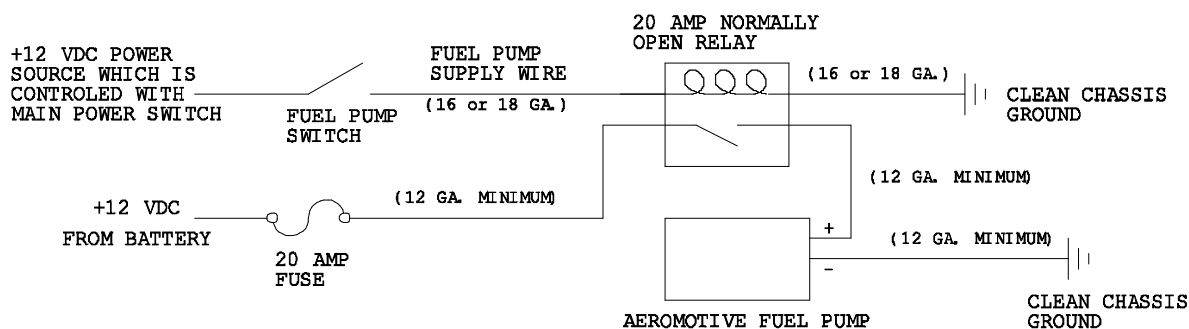 20 AMP NORMALLY
OPEN RELAY
+12 VDC POWER
SOURCE WHICH IS
CONTROLED WITH
MAIN POWER SWITCH
FUEL PUMP
SWITCH
FUEL PUMP
SUPPLY WIRE
(16 or 18 GA.)
(16 or 18 GA.)
CLEAN CHASSIS
GROUND
+12 VDC
FROM BATTERY
20 AMP
FUSE
(12 GA. MINIMUM)
(12 GA. MINIMUM)
+
-
(12 GA. MINIMUM)
CLEAN CHASSIS
GROUND
AEROMOTIVE FUEL PUMP